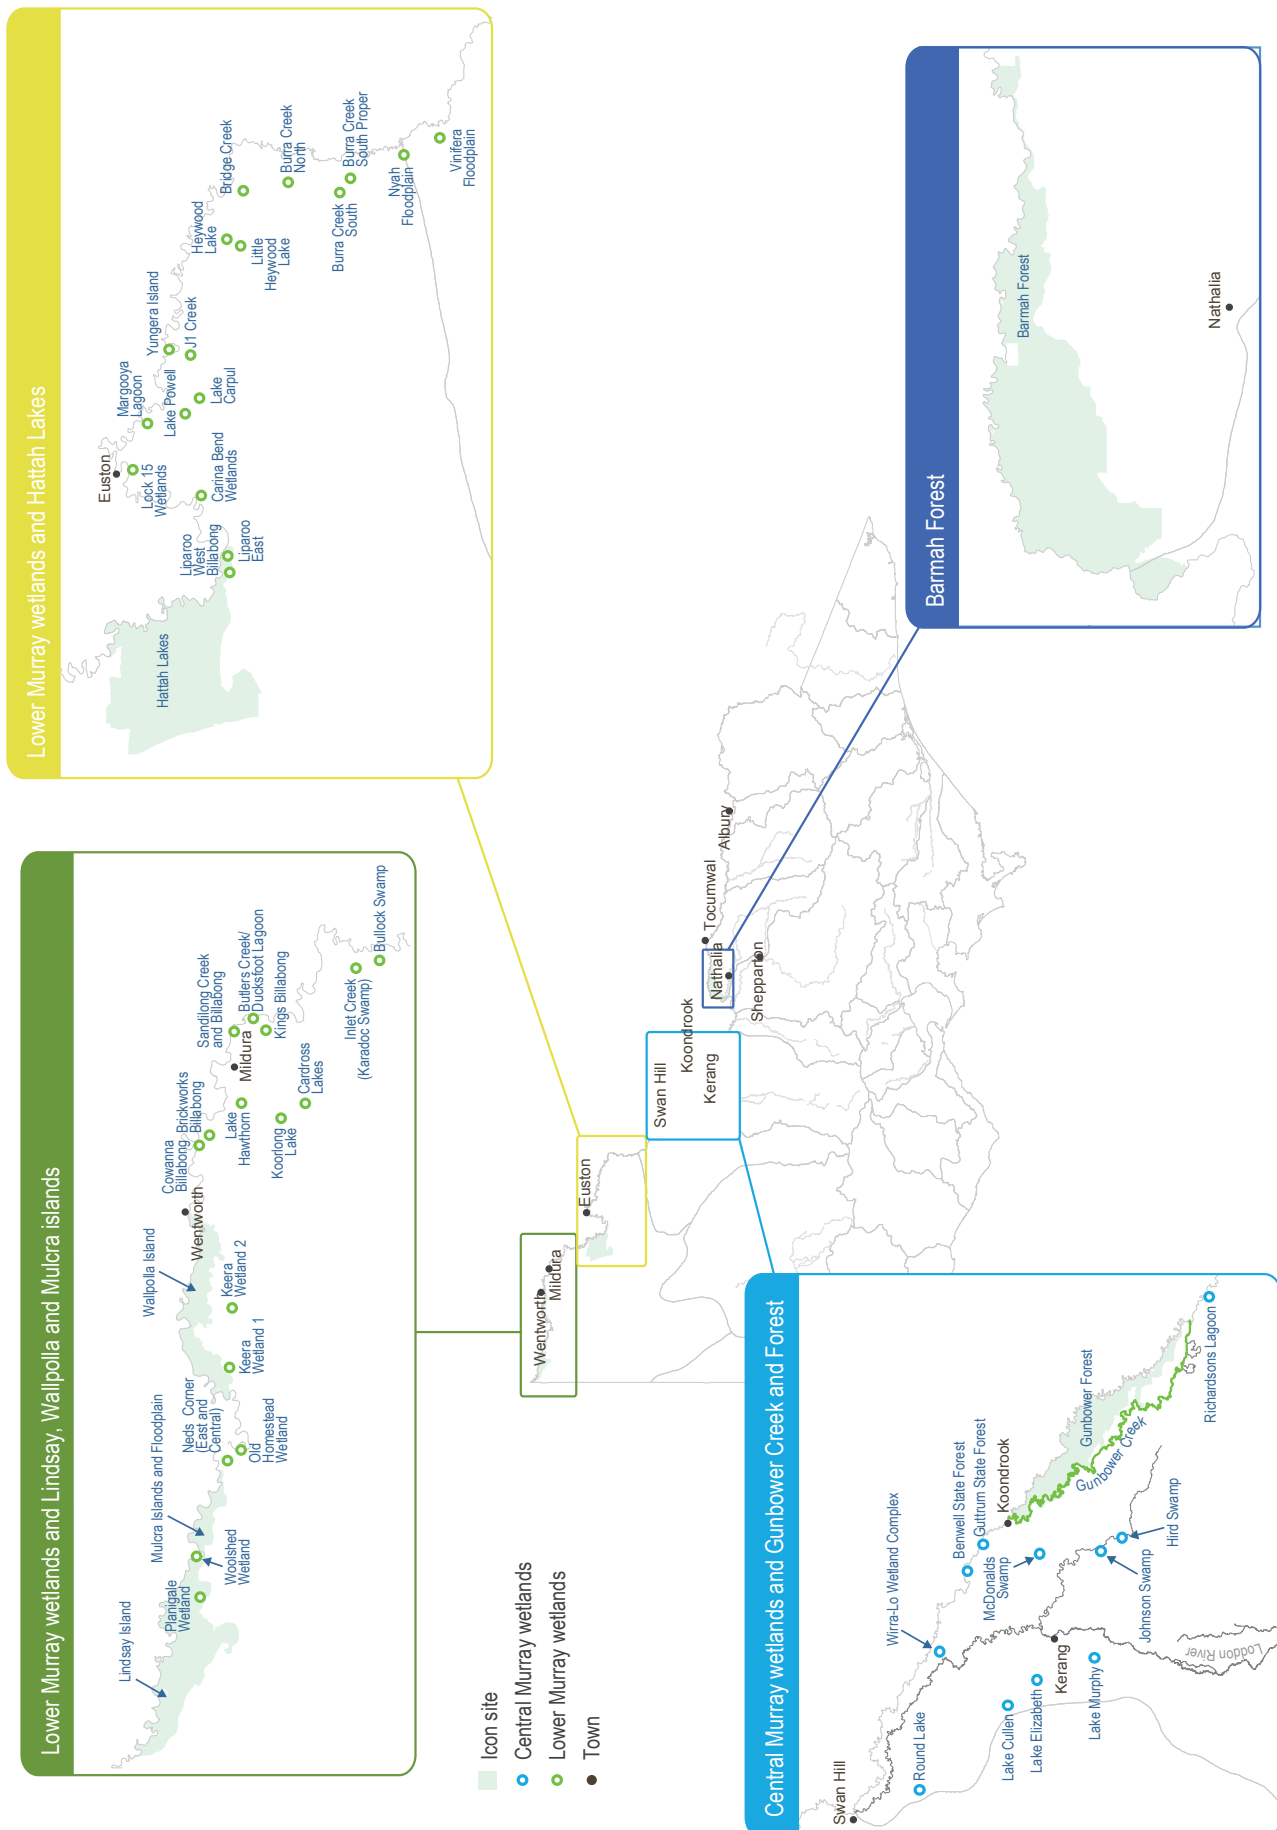 Lower Murray wetlands and Lindsay, Wallpolla and Mulcra islands
Lindsay Island
Planigale
Wetland
Mulcra Islands and Floodplain
Woolshed
Wetland
Neds Corner
(East and
Central)
Old
Homestead
Wetland
Keera
Wetland 1
Wallpolla Island
Keera
Wetland 2
Wentworth
Cowanna
Billabong
Brickworks
Billabong
Lake
Hawthorn
Koorlong
Lake
Cardross
Lakes
Mildura
Sandilong Creek
and Billabong
Butlers Creek/
Ducksfoot Lagoon
Kings Billabong
Inlet Creek
(Karadoc Swamp)
Bullock Swamp
Lower Murray wetlands and Hattah Lakes
Hattah Lakes
Liparoo
West
Billabong
Liparoo
East
Carina Bend
Wetlands
Euston
Lock 15
Wetlands
Margooya
Lagoon
Lake Powell
Lake
Carpul
Yungera Island
J1 Creek
Heywood
Lake
Little
Heywood
Lake
Bridge Creek
Burra Creek
North
Burra Creek
South
Burra Creek
South Proper
Nyah
Floodplain
Vinifera
Floodplain
Icon site
Central Murray wetlands
Lower Murray wetlands
Town
Wentworth
Mildura
Euston
Swan Hill
Koondrook
Kerang
Nathalia
Tocumwal
Shepparton
Albury
Central Murray wetlands and Gunbower Creek and Forest
Swan Hill
Round Lake
Wirra-Lo Wetland Complex
Benwell State Forest
Guttrum State Forest
Koondrook
McDonalds
Swamp
Lake Cullen
Lake Elizabeth
Kerang
Lake Murphy
Johnson Swamp
Hird Swamp
Loddon River
Gunbower Forest
Gunbower Creek
Richardsons Lagoon
Barmah Forest
Barmah Forest
Nathalia